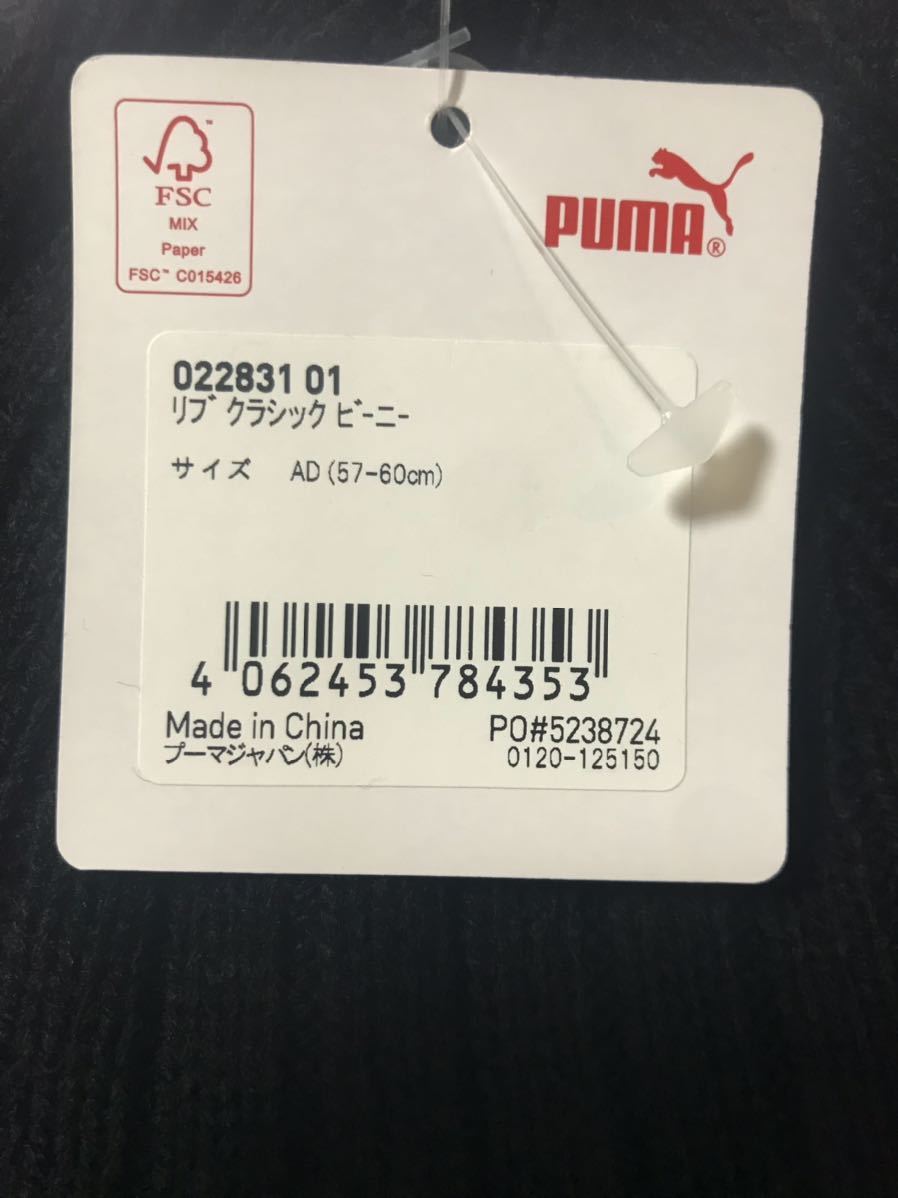 FSC™
MIX
Paper
FSC™ C015426
PUMA®
022831 01
ﾘﾌﾞ ｸﾗｼｯｸ ﾋﾞｰﾆｰ
サイズ AD (57-60cm)
4 062453 784353
Made in China
PO#5238724
プーマジャパン(株)
0120-125150